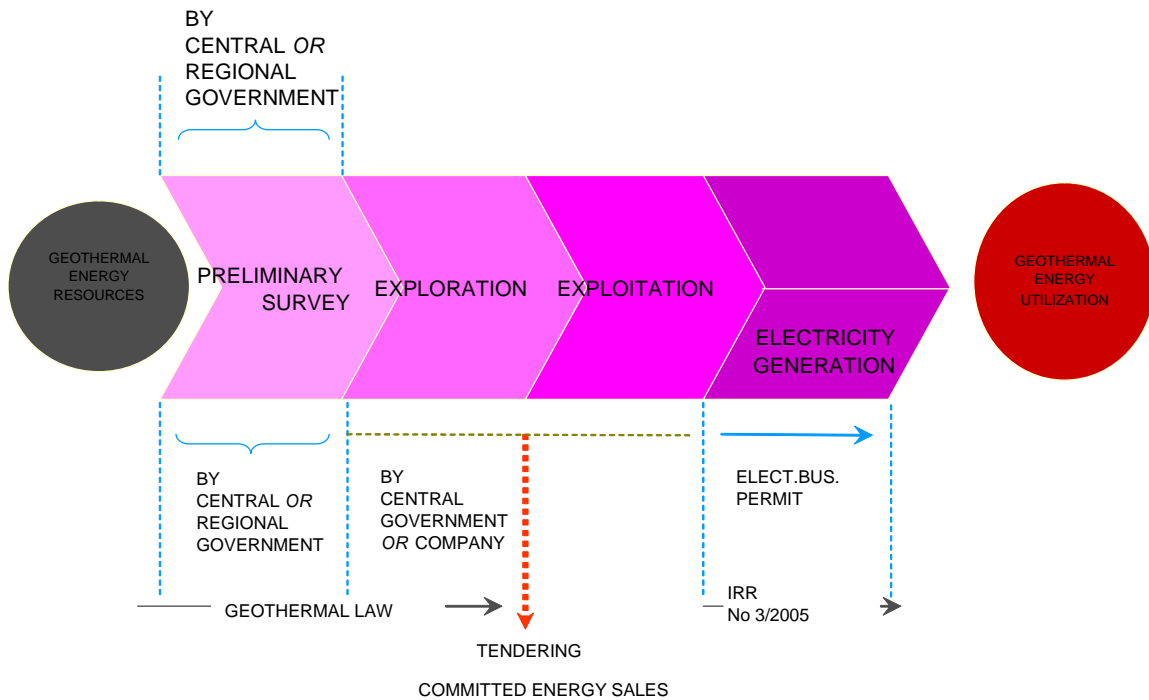 BY
CENTRAL OR
REGIONAL
GOVERNMENT
GEOTHERMAL
ENERGY
RESOURCES
PRELIMINARY
SURVEY
EXPLORATION
EXPLOITATION
ELECTRICITY
GENERATION
GEOTHERMAL
ENERGY
UTILIZATION
BY
CENTRAL OR
REGIONAL
GOVERNMENT
BY
CENTRAL
GOVERNMENT
OR COMPANY
ELECT.BUS.
PERMIT
GEOTHERMAL LAW
IRR
No 3/2005
TENDERING
COMMITTED ENERGY SALES